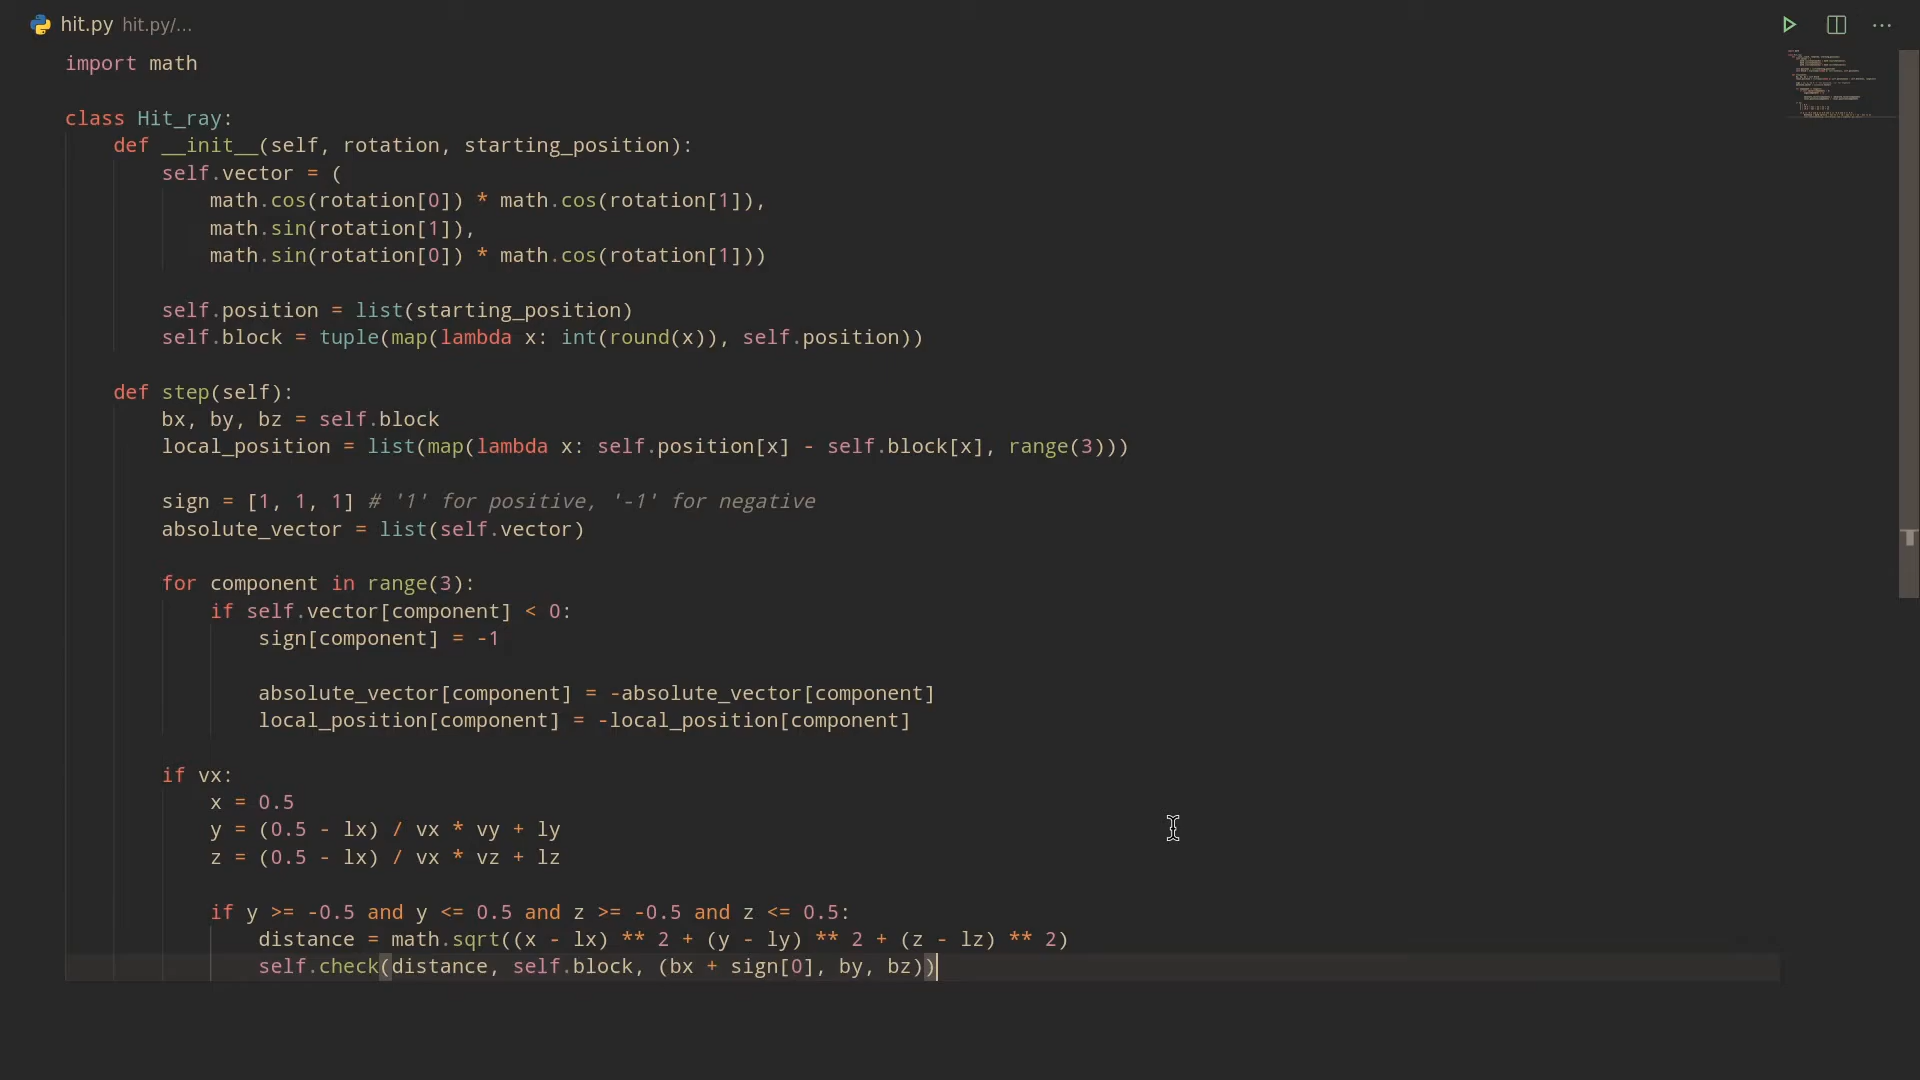 hit.py hit.py/...
import math
class Hit_ray:
def __init__(self, rotation, starting_position):
self.vector = (
math.cos(rotation[0]) * math.cos(rotation[1]),
math.sin(rotation[1]),
math.sin(rotation[0]) * math.cos(rotation[1]))
self.position = list(starting_position)
self.block = tuple(map(lambda x: int(round(x)), self.position))
def step(self):
bx, by, bz = self.block
local_position = list(map(lambda x: self.position[x] - self.block[x], range(3)))
sign = [1, 1, 1] # '1' for positive, '-1' for negative
absolute_vector = list(self.vector)
for component in range(3):
if self.vector[component] < 0:
sign[component] = -1
absolute_vector[component] = -absolute_vector[component]
local_position[component] = -local_position[component]
if vx:
x = 0.5
y = (0.5 - lx) / vx * vy + ly
z = (0.5 - lx) / vx * vz + lz
if y >= -0.5 and y <= 0.5 and z >= -0.5 and z <= 0.5:
distance = math.sqrt((x - lx) ** 2 + (y - ly) ** 2 + (z - lz) ** 2)
self.check(distance, self.block, (bx + sign[0], by, bz))